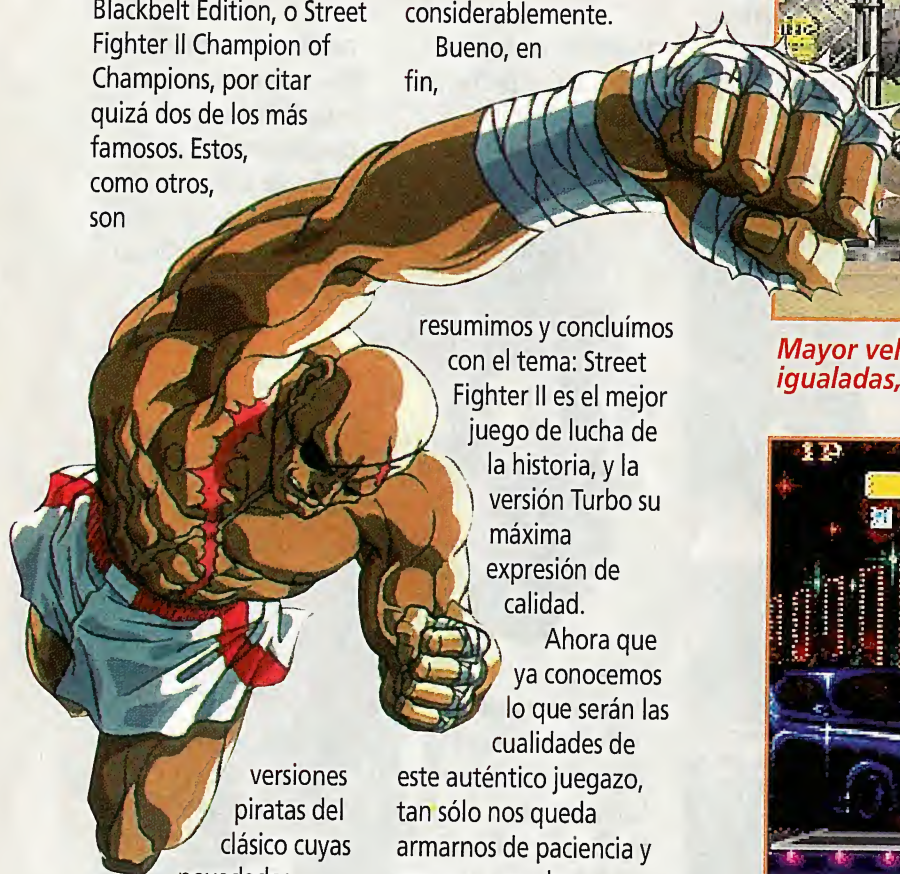 Blackbelt Edition, o Street
Fighter II Champion of
Champions, por citar
quizá dos de los más
famosos. Estos,
como otros,
son
versiones
piratas del
clásico cuyas
considerablemente.
Bueno, en
fin,
resumimos y concluímos
con el tema: Street
Fighter II es el mejor
juego de lucha de
la historia, y la
versión Turbo su
máxima
expresión de
calidad.
Ahora que
ya conocemos
lo que serán las
cualidades de
este auténtico juegazo,
tan sólo nos queda
armarnos de paciencia y
Mayor vel
igualadas,
1P